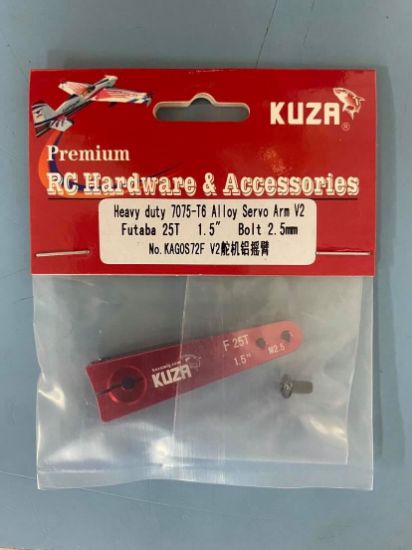 KUZA
®
Premium
RC Hardware & Accessories
Heavy duty 7075-T6 Alloy Servo Arm V2
Futaba 25T 1.5" Bolt 2.5mm
No.KAGOS72F V2舵机铝摇臂
KUZA
F 25T
1.5"
M2.5